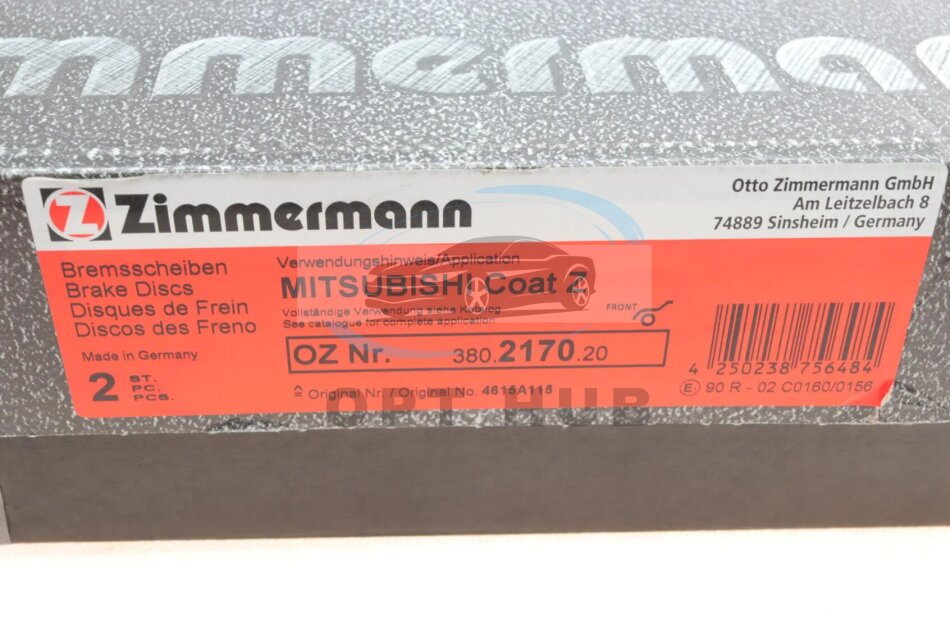 mmerma
Zimmermann
Otto Zimmermann GmbH
Am Leitzelbach 8
74889 Sinsheim / Germany
Bremsscheiben
Brake Discs
Disques de Frein
Discos des Freno
Made in Germany
2 ST.
PC.
PCS.
Verwendungshinweis/Application
MITSUBISHI Coat Z
Vollständige Verwendung siehe Katalog
See catalogue for complete application
FRONT
OZ Nr. 380.2170.20
≙ Original Nr. / Original No. 4615A115
4 250238 756484
E 90 R - 02 C0160/0156
OPT HUB